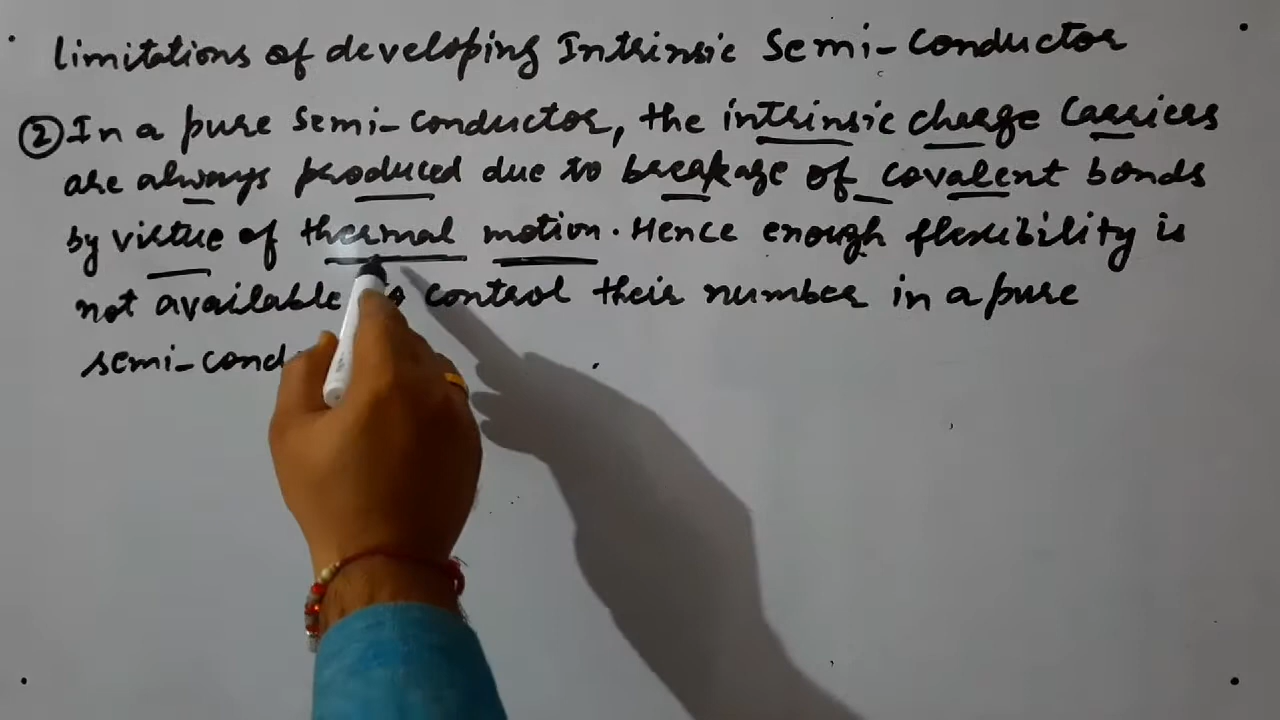 limitations of developing Intrinsic Semi-Conductor
② In a pure semi-conductor, the intrinsic charge carriers
are always produced due to breakage of covalent bonds
by virtue of thermal motion. Hence enough flexibility is
not available control their number in a pure
semi-cond